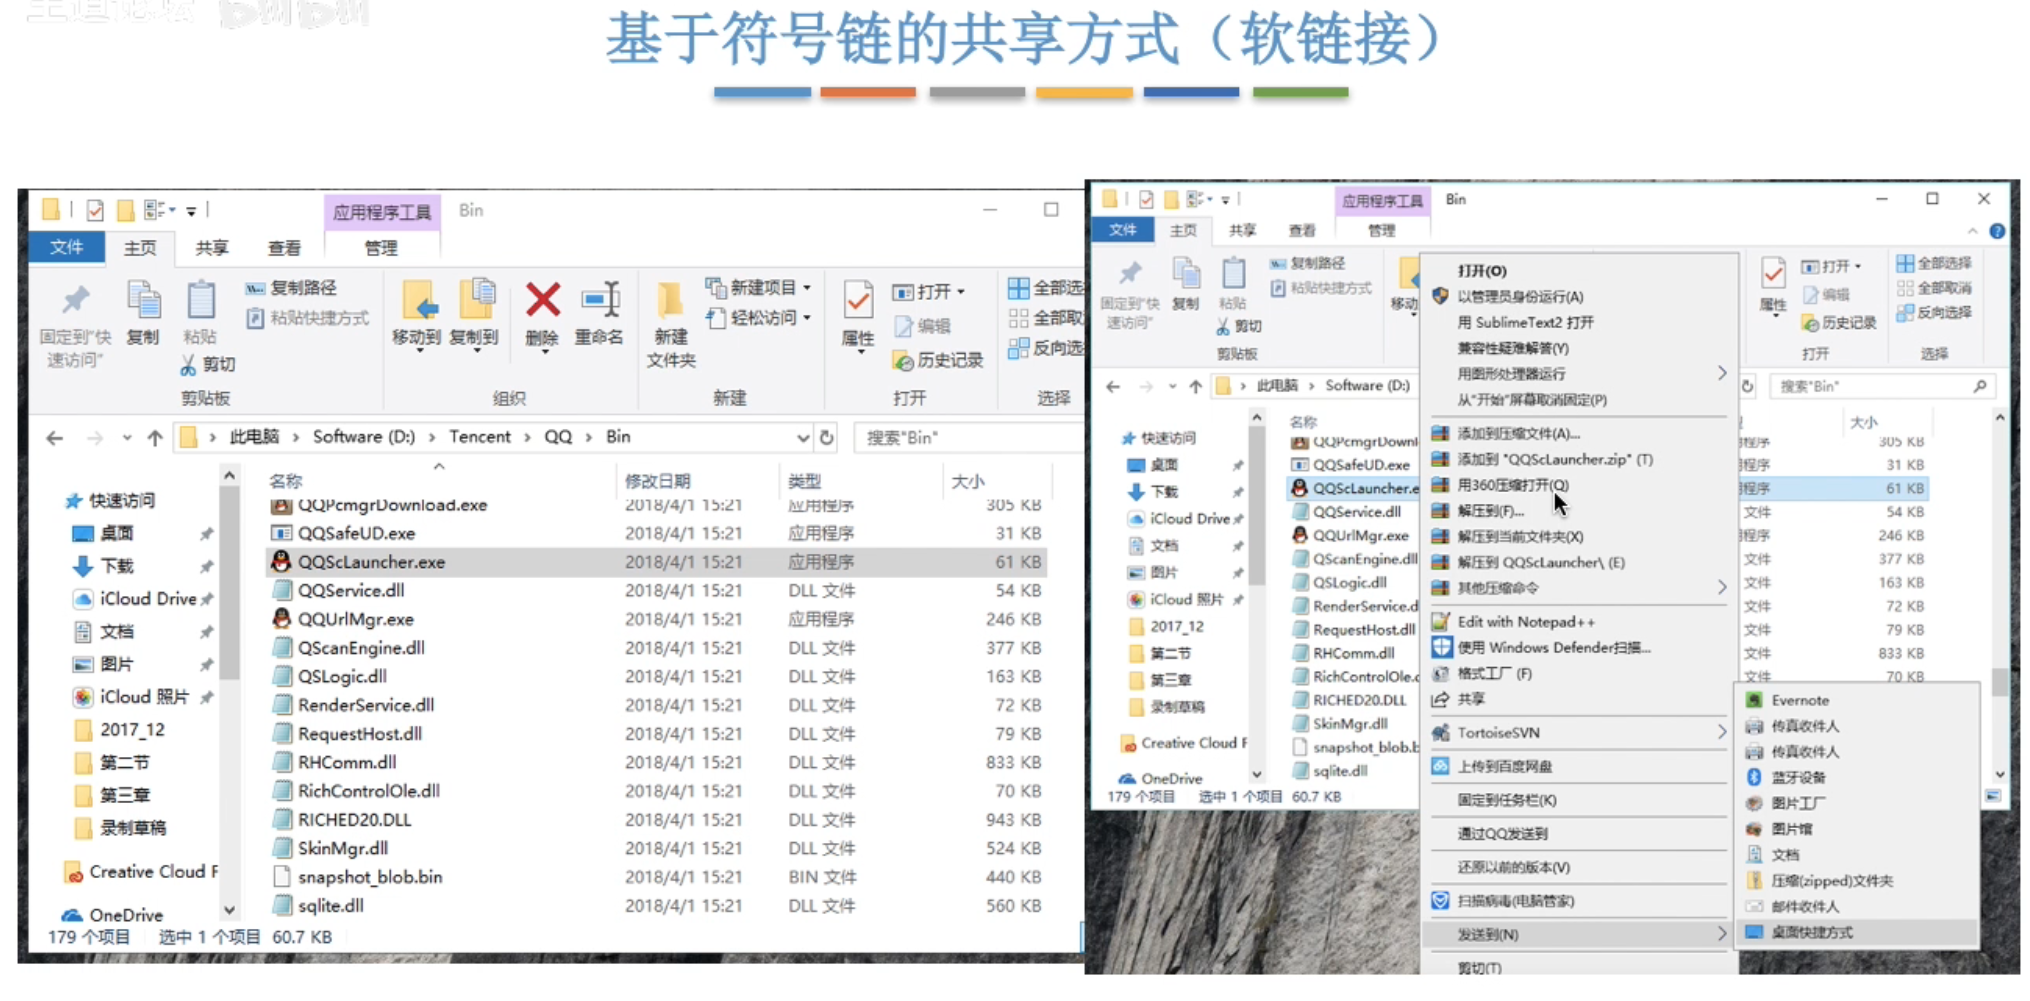 基于符号链的共享方式（软链接）
应用程序工具 Bin
文件 主页 共享 查看 管理
固定到"快速访问"
复制
粘贴
复制路径
粘贴快捷方式
剪切
剪贴板
移动到 复制到 删除 重命名
组织
新建文件夹
新建项目
轻松访问
新建
属性
打开
编辑
历史记录
打开
全部选
全部取
反向选
选择
此电脑 › Software (D:) › Tencent › QQ › Bin
搜索"Bin"
快速访问
桌面
下载
iCloud Drive
文档
图片
iCloud 照片
2017_12
第二节
第三章
录制草稿
Creative Cloud F
OneDrive
名称 修改日期 类型 大小
QQPcmgrDownload.exe 2018/4/1 15:21 应用程序 305 KB
QQSafeUD.exe 2018/4/1 15:21 应用程序 31 KB
QQScLauncher.exe 2018/4/1 15:21 应用程序 61 KB
QQService.dll 2018/4/1 15:21 DLL 文件 54 KB
QQUrlMgr.exe 2018/4/1 15:21 应用程序 246 KB
QScanEngine.dll 2018/4/1 15:21 DLL 文件 377 KB
QSLogic.dll 2018/4/1 15:21 DLL 文件 163 KB
RenderService.dll 2018/4/1 15:21 DLL 文件 72 KB
RequestHost.dll 2018/4/1 15:21 DLL 文件 79 KB
RHComm.dll 2018/4/1 15:21 DLL 文件 833 KB
RichControlOle.dll 2018/4/1 15:21 DLL 文件 70 KB
RICHED20.DLL 2018/4/1 15:21 DLL 文件 943 KB
SkinMgr.dll 2018/4/1 15:21 DLL 文件 524 KB
snapshot_blob.bin 2018/4/1 15:21 BIN 文件 440 KB
sqlite.dll 2018/4/1 15:21 DLL 文件 560 KB
179 个项目 选中 1 个项目 60.7 KB
应用程序工具 Bin
文件 主页 共享 查看 管理
固定到"快速访问"
复制
粘贴
复制路径
粘贴快捷方式
剪切
剪贴板
移动
属性
打开
编辑
历史记录
打开
全部选择
全部取消
反向选择
选择
此电脑 › Software (D:)
搜索"Bin"
快速访问
桌面
下载
iCloud Drive
文档
图片
iCloud 照片
2017_12
第二节
第三章
录制草稿
Creative Cloud F
OneDrive
名称 大小
QQPcmgrDownl 程序 305 KB
QQSafeUD.exe 程序 31 KB
QQScLauncher.e 程序 61 KB
QQService.dll 文件 54 KB
QQUrlMgr.exe 程序 246 KB
QScanEngine.dll 文件 377 KB
QSLogic.dll 文件 163 KB
RenderService.d 文件 72 KB
RequestHost.dll 文件 79 KB
RHComm.dll 文件 833 KB
RichControlOle.c 文件 70 KB
RICHED20.DLL
SkinMgr.dll
snapshot_blob.b
sqlite.dll
179 个项目 选中 1 个项目 60.7 KB
打开(O)
以管理员身份运行(A)
用 SublimeText2 打开
兼容性疑难解答(Y)
用图形处理器运行
从"开始"屏幕取消固定(P)
添加到压缩文件(A)...
添加到 "QQScLauncher.zip" (T)
用360压缩打开(Q)
解压到(F)...
解压到当前文件夹(X)
解压到 QQScLauncher\ (E)
其他压缩命令
Edit with Notepad++
使用 Windows Defender扫描...
格式工厂 (F)
共享
TortoiseSVN
上传到百度网盘
固定到任务栏(K)
通过QQ发送到
还原以前的版本(V)
扫描病毒(电脑管家)
发送到(N)
剪切(T)
Evernote
传真收件人
传真收件人
蓝牙设备
图片工厂
图片馆
文档
压缩(zipped)文件夹
邮件收件人
桌面快捷方式